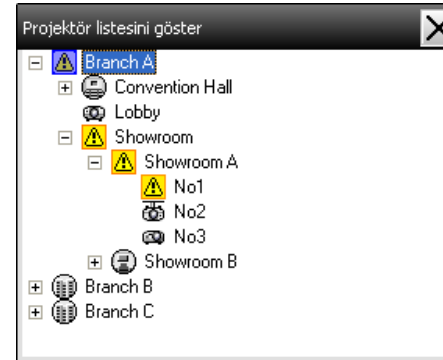 Projektör listesini göster
Branch A
Convention Hall
Lobby
Showroom
Showroom A
No1
No2
No3
Showroom B
Branch B
Branch C